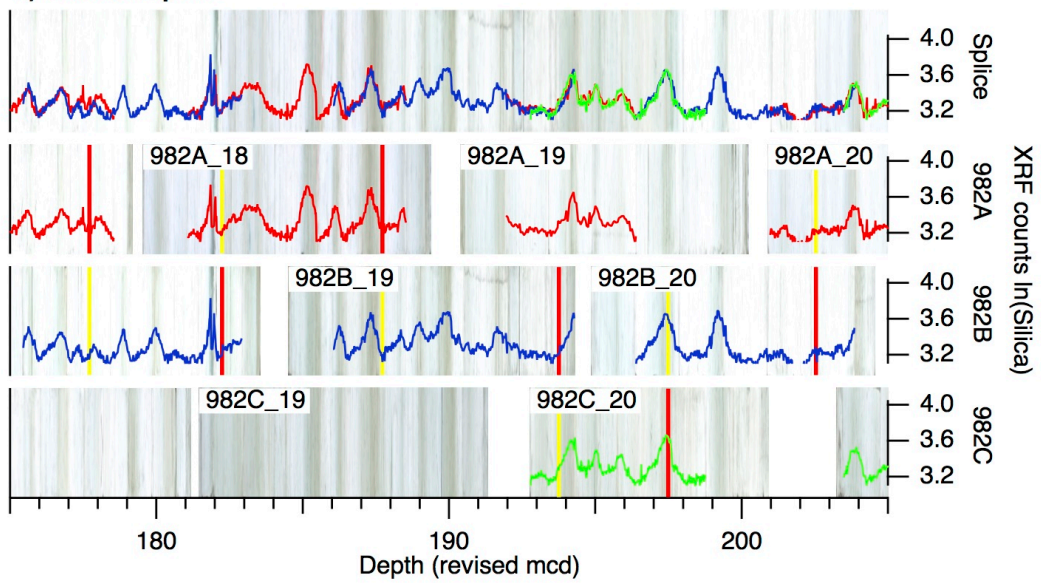 4.0
3.6
3.2
Splice
982A_18
982A_19
982A_20
4.0
3.6
3.2
982A
982B_19
982B_20
4.0
3.6
3.2
982B
982C_19
982C_20
4.0
3.6
3.2
982C
XRF counts ln(Silica)
180
190
200
Depth (revised mcd)